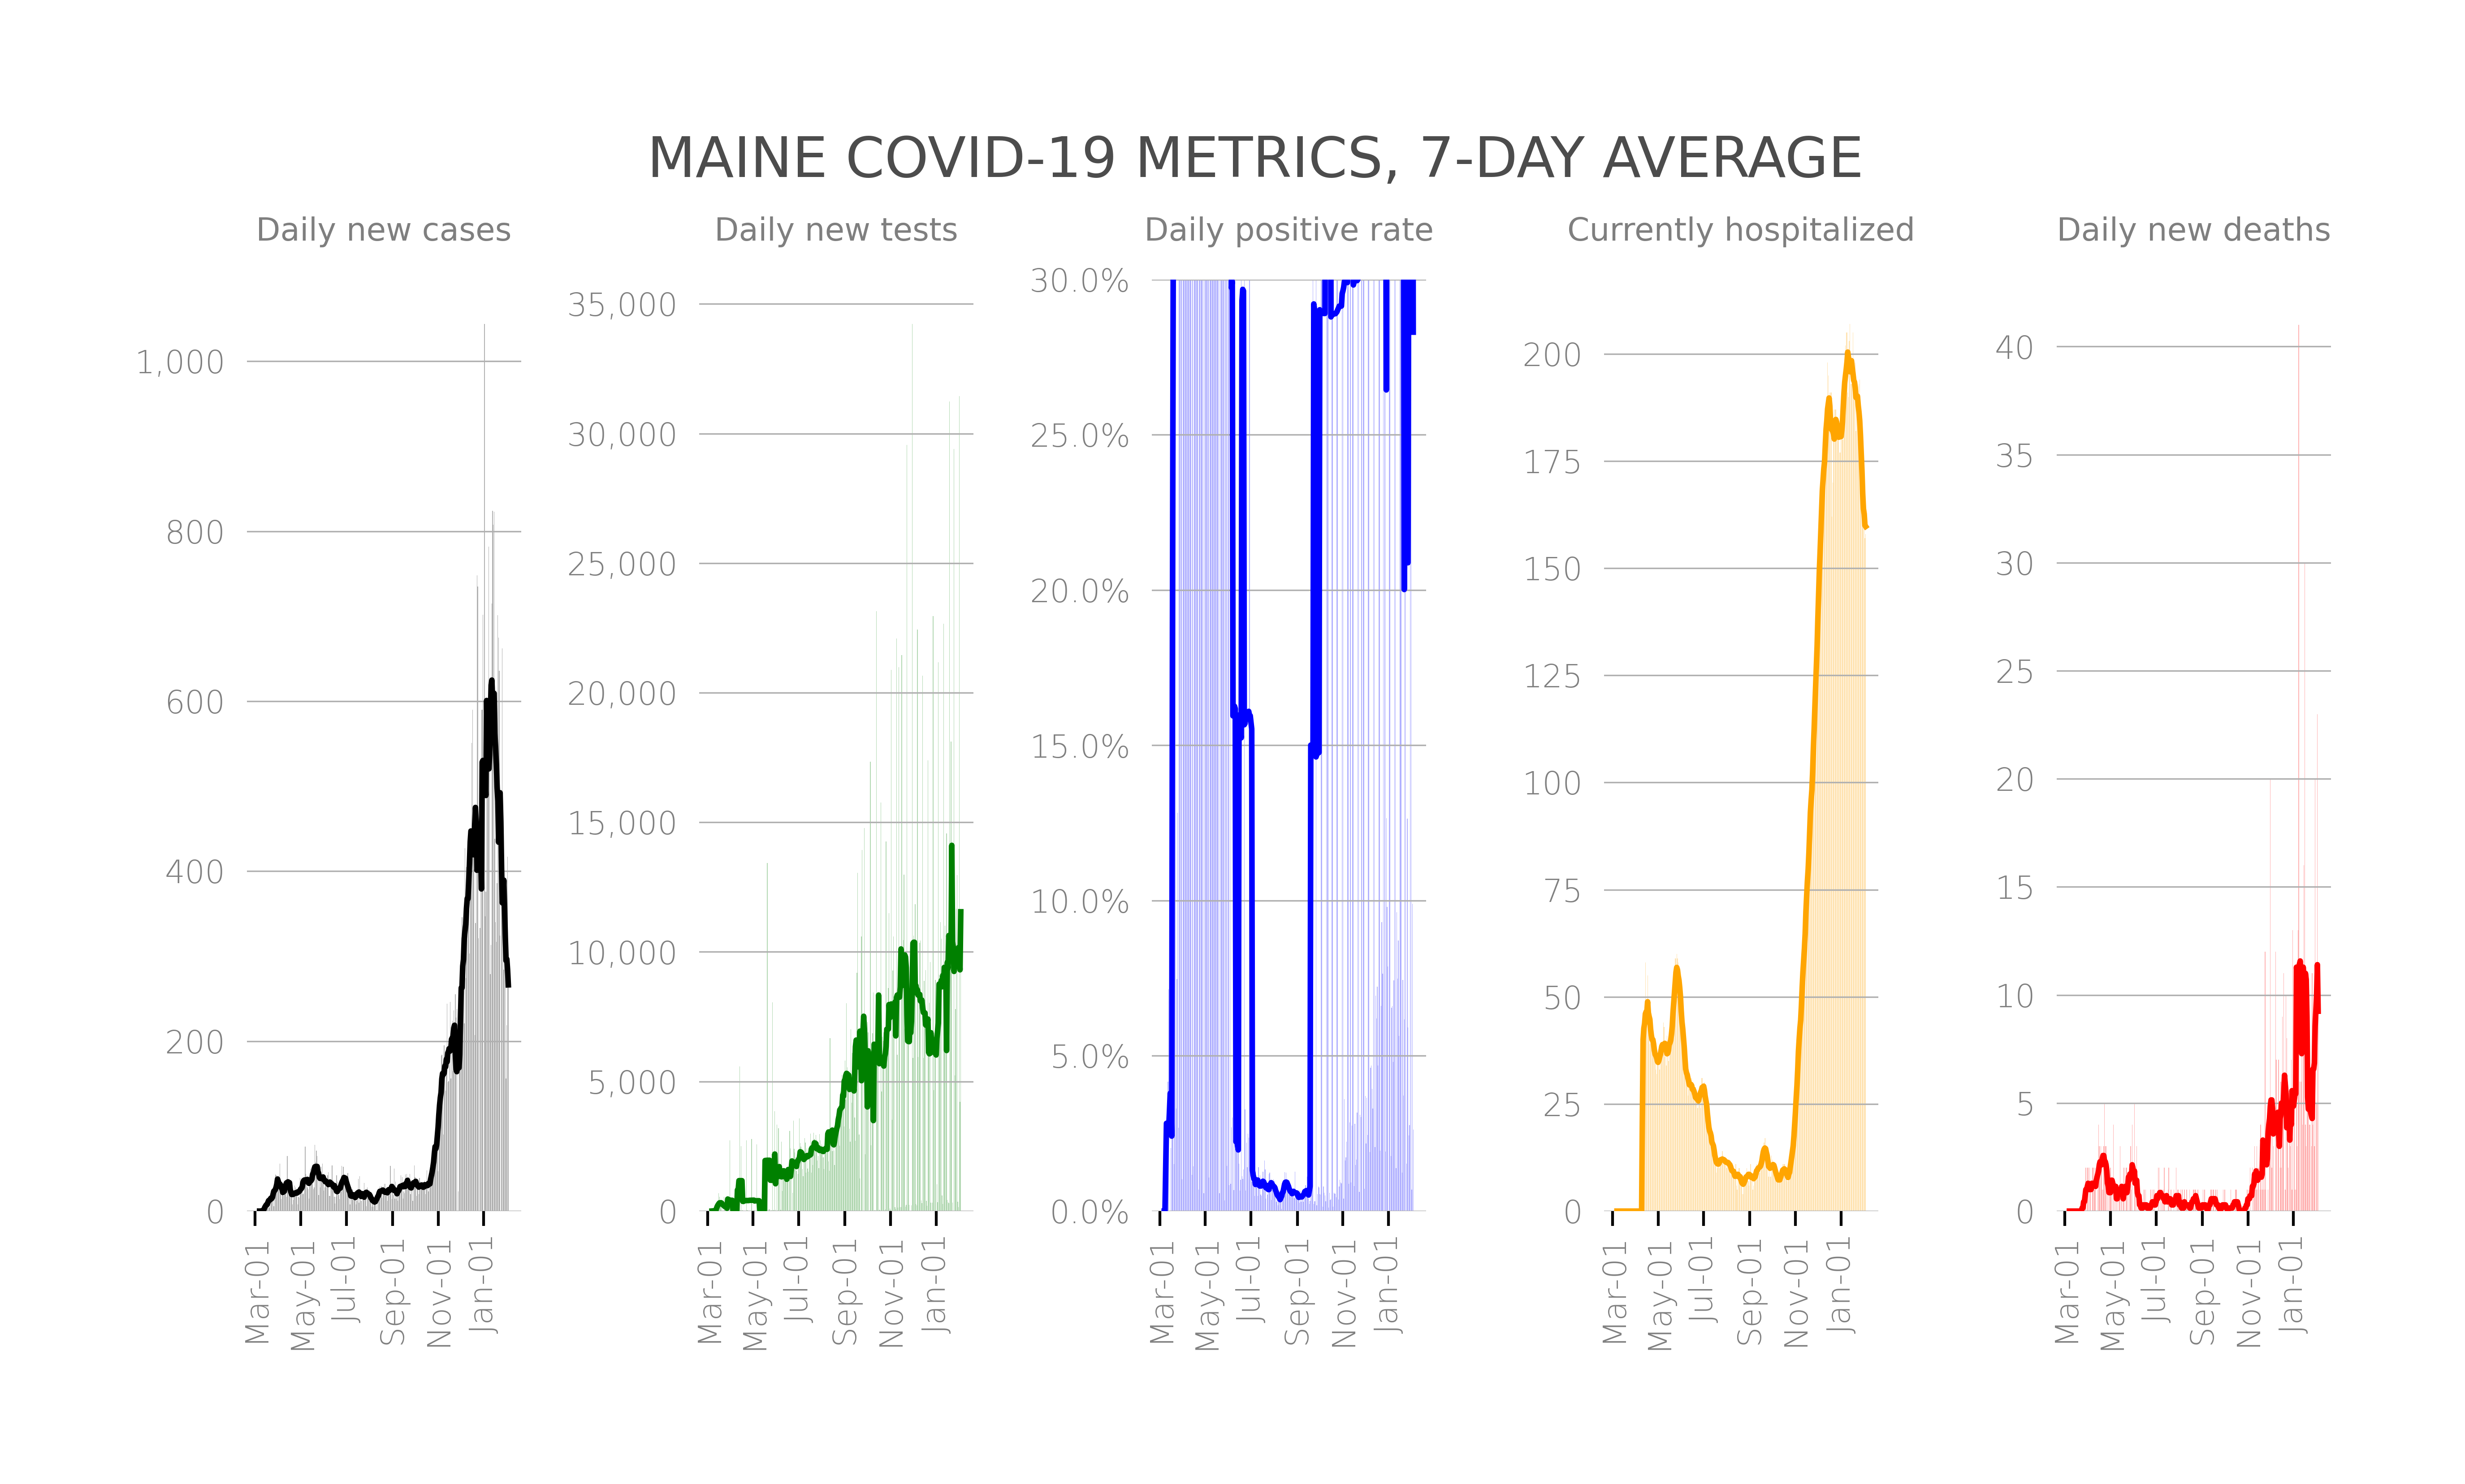 MAINE COVID-19 METRICS, 7-DAY AVERAGE
Daily new cases
1,000
800
600
400
200
0
Mar-01
May-01
Jul-01
Sep-01
Nov-01
Jan-01
Daily new tests
35,000
30,000
25,000
20,000
15,000
10,000
5,000
0
Mar-01
May-01
Jul-01
Sep-01
Nov-01
Jan-01
Daily positive rate
30.0%
25.0%
20.0%
15.0%
10.0%
5.0%
0.0%
Mar-01
May-01
Jul-01
Sep-01
Nov-01
Jan-01
Currently hospitalized
200
175
150
125
100
75
50
25
0
Mar-01
May-01
Jul-01
Sep-01
Nov-01
Jan-01
Daily new deaths
40
35
30
25
20
15
10
5
0
Mar-01
May-01
Jul-01
Sep-01
Nov-01
Jan-01